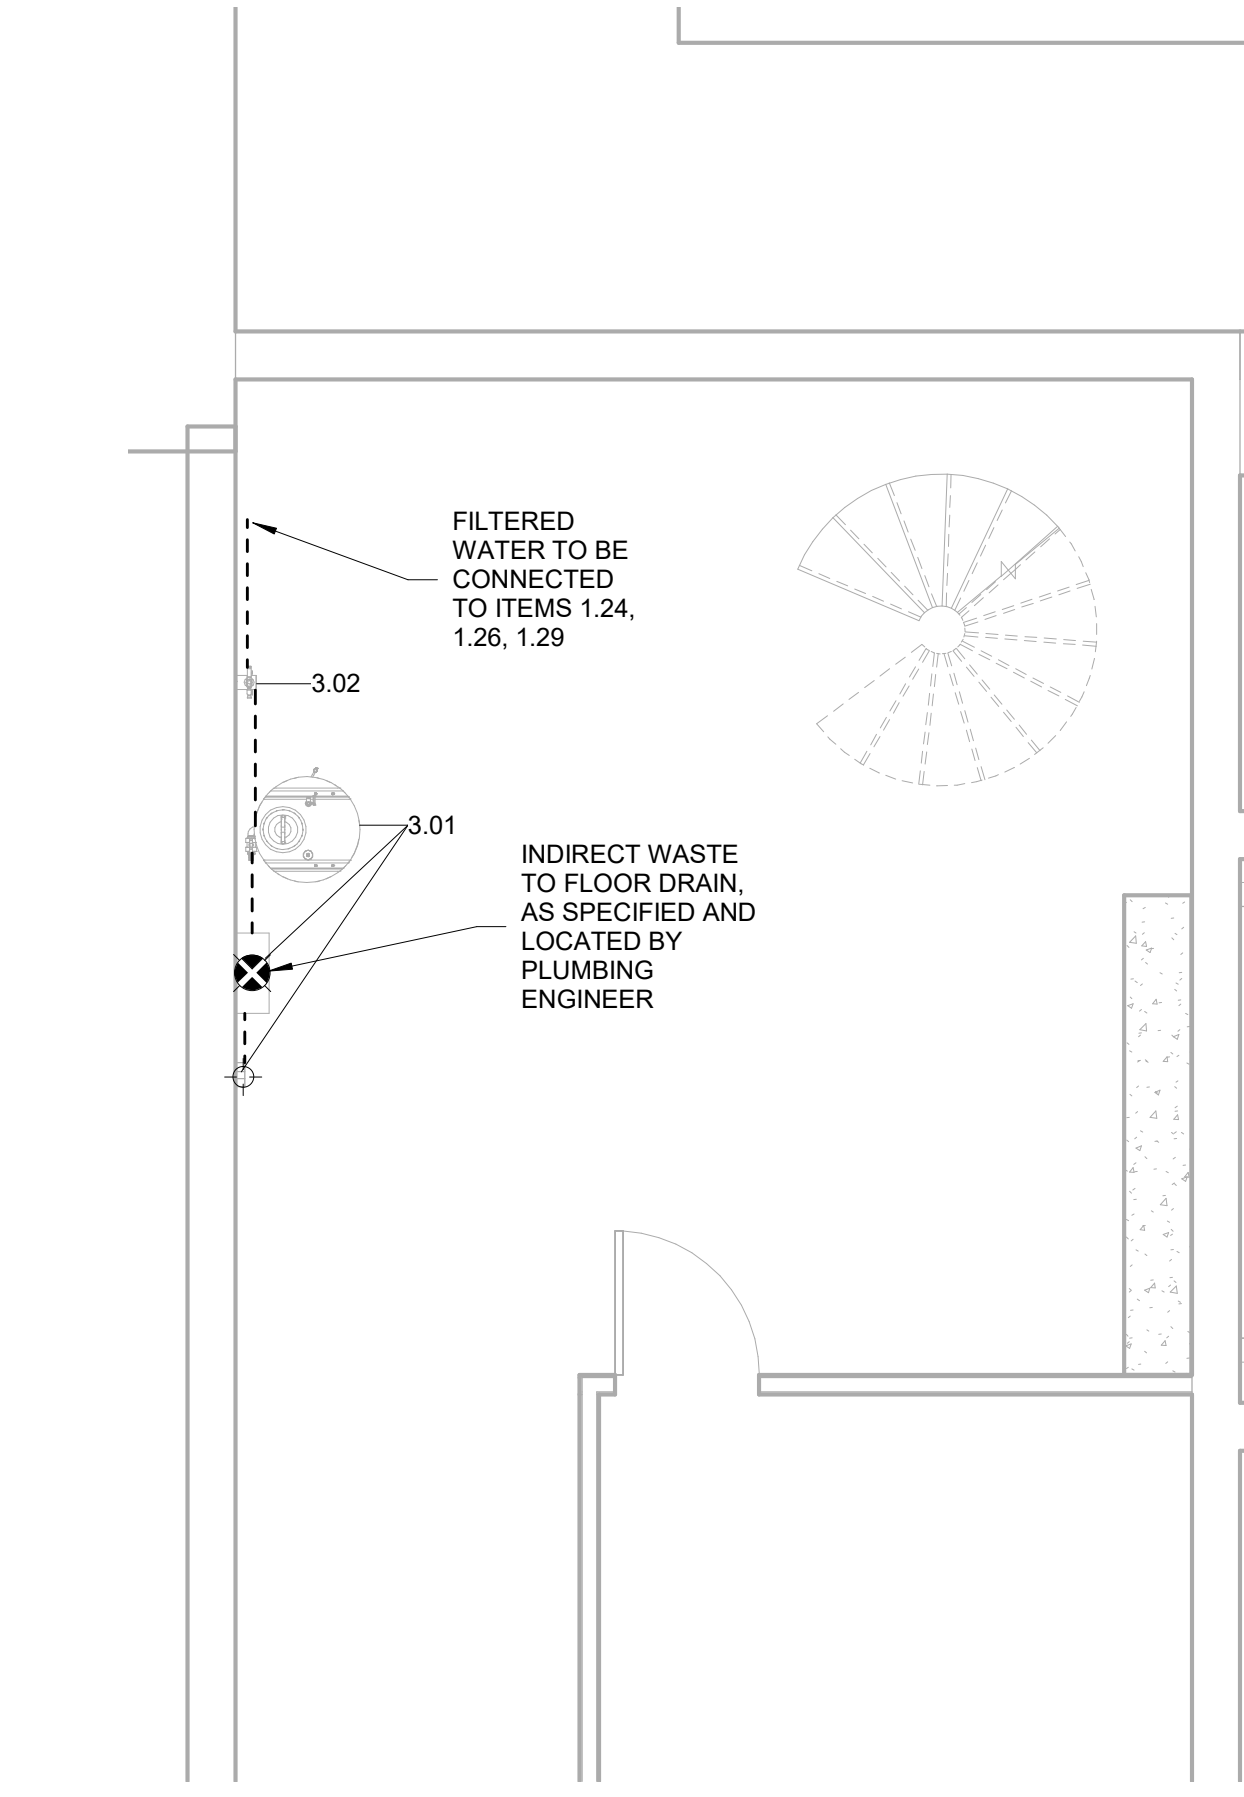 FILTERED
WATER TO BE
CONNECTED
TO ITEMS 1.24,
1.26, 1.29
3.02
3.01
INDIRECT WASTE
TO FLOOR DRAIN,
AS SPECIFIED AND
LOCATED BY
PLUMBING
ENGINEER